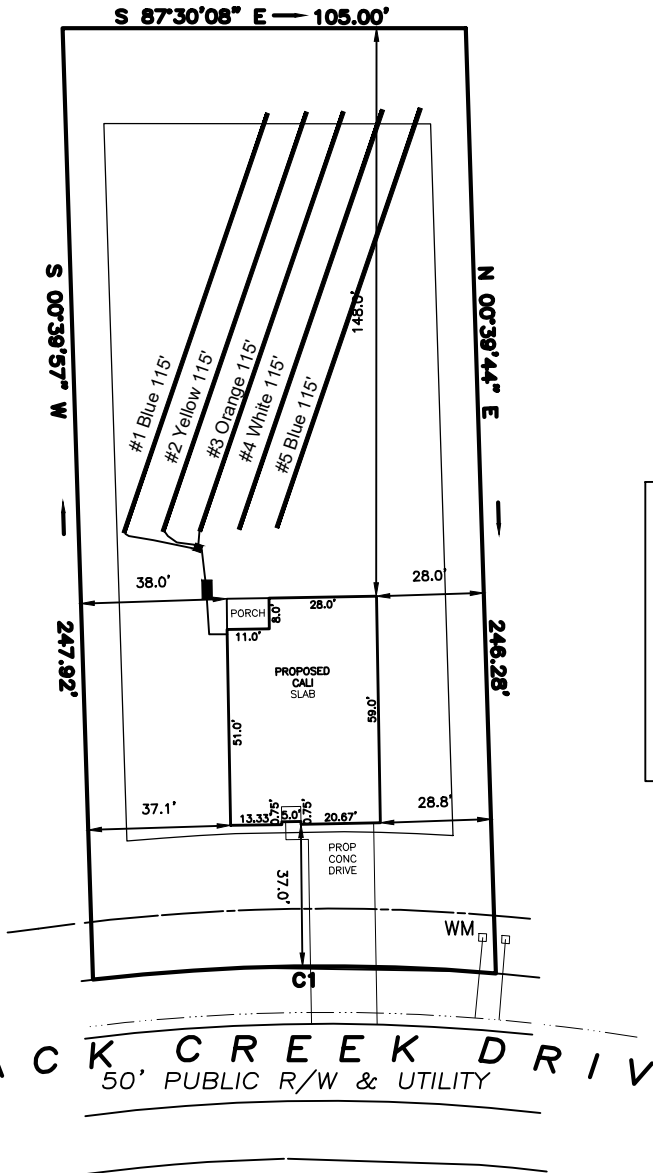 S 87°30'08" E 105.00'
S 00°39'57" W
247.92'
N 00°39'44" E
246.28'
148.0'
#1 Blue 115'
#2 Yellow 115'
#3 Orange 115'
#4 White 115'
#5 Blue 115'
38.0'
28.0'
PORCH
8.0'
28.0'
11.0'
PROPOSED
CALI
SLAB
51.0'
59.0'
37.1'
13.33'
0.75'
5.0'
0.75'
20.67'
28.8'
PROP
CONC
DRIVE
37.0'
WM
C1
ACK CREEK DRIV
50' PUBLIC R/W & UTILITY